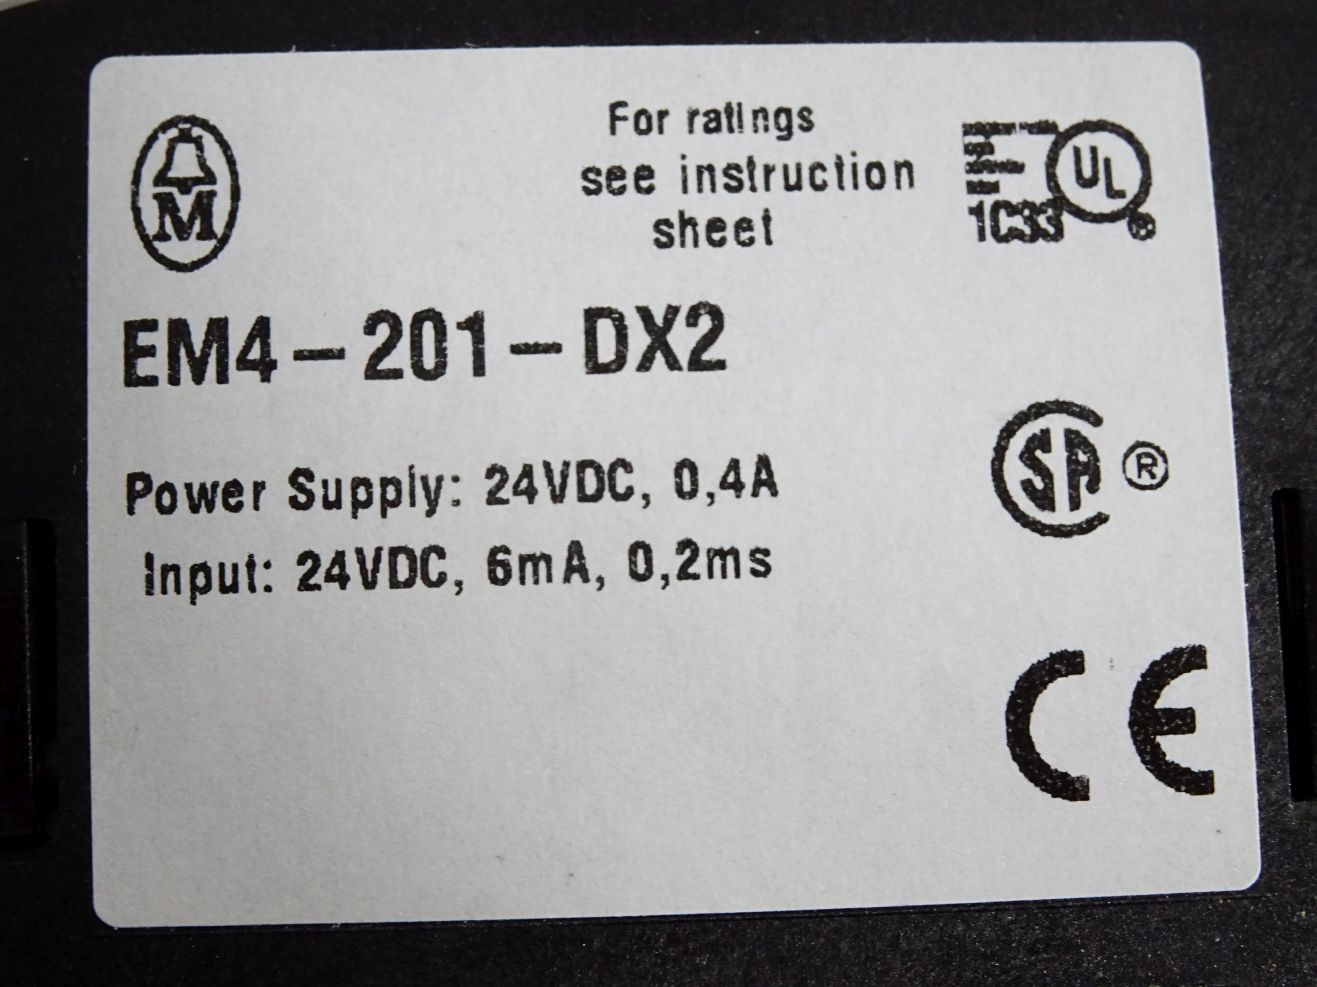 M
For ratings
see instruction
sheet
UL ®
1C33
EM4-201-DX2
Power Supply: 24VDC, 0,4A
Input: 24VDC, 6mA, 0,2ms
CSA ®
CE